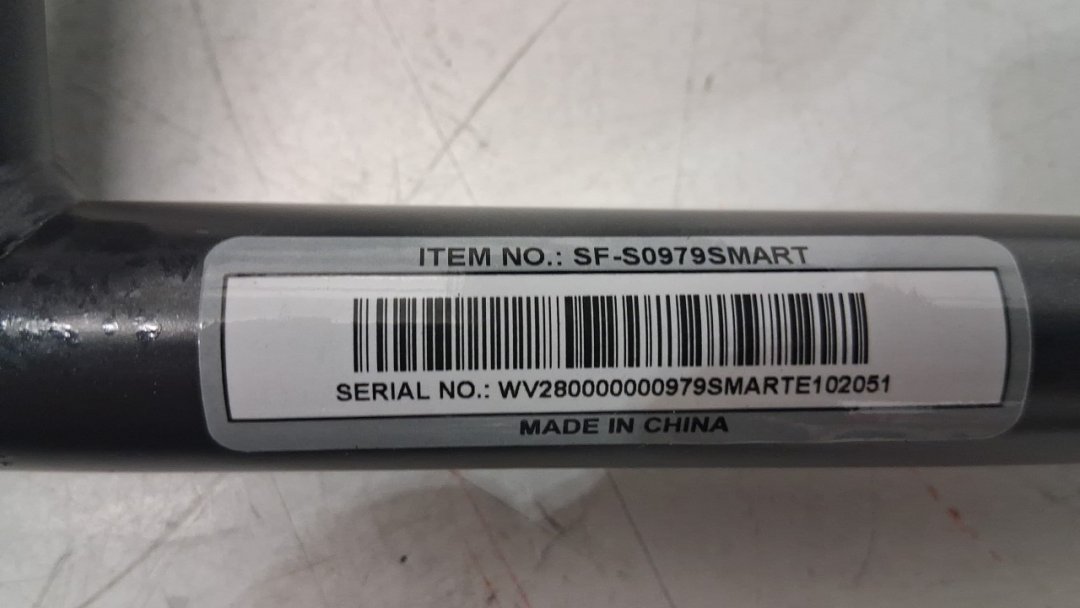 ITEM NO.: SF-S0979SMART
SERIAL NO.: WV280000000979SMARTE102051
MADE IN CHINA